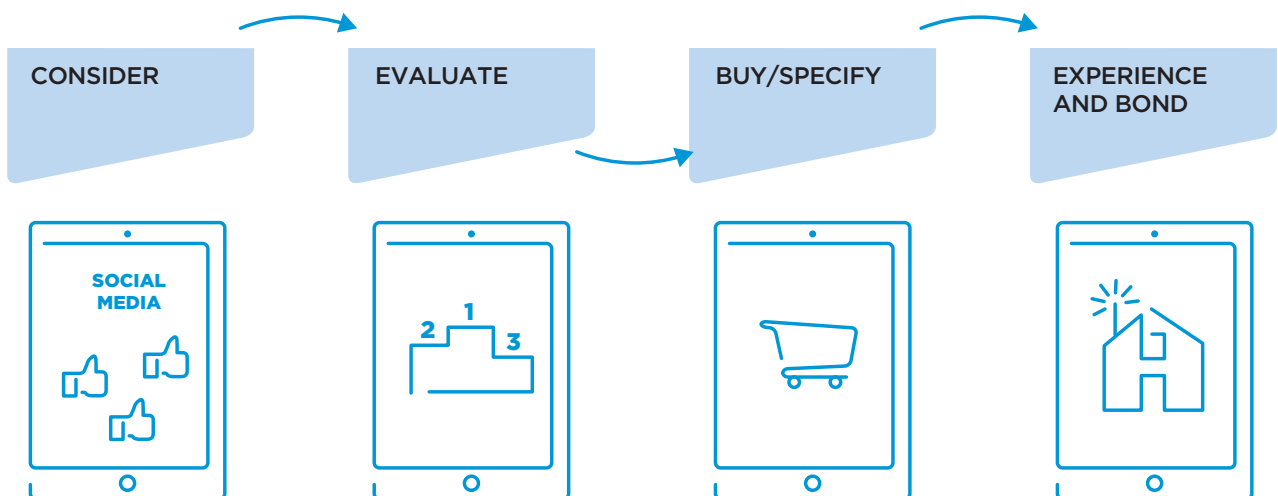 CONSIDER
EVALUATE
BUY/SPECIFY
EXPERIENCE
AND BOND
SOCIAL
MEDIA
1
2
3